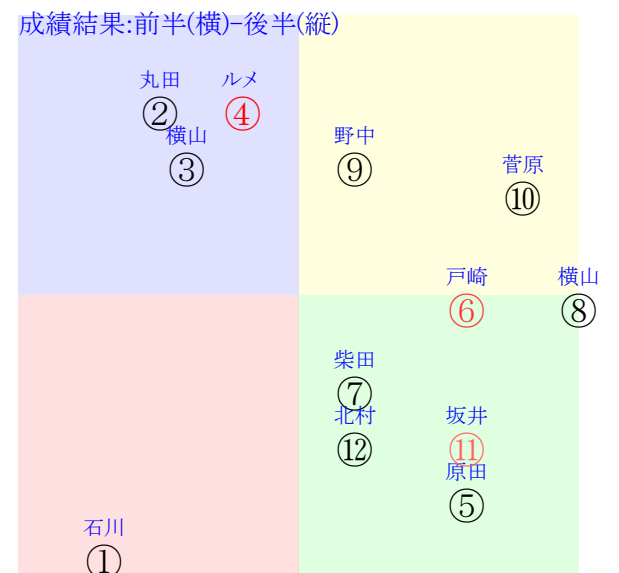 成績結果:前半(横)-後半(縦)
丸田 ルメ
② ④
横山 野中
③ ⑨
菅原
⑩
戸崎 横山
⑥ ⑧
柴田
⑦
北村 坂井
⑫ ⑪
原田
⑤
石川
①